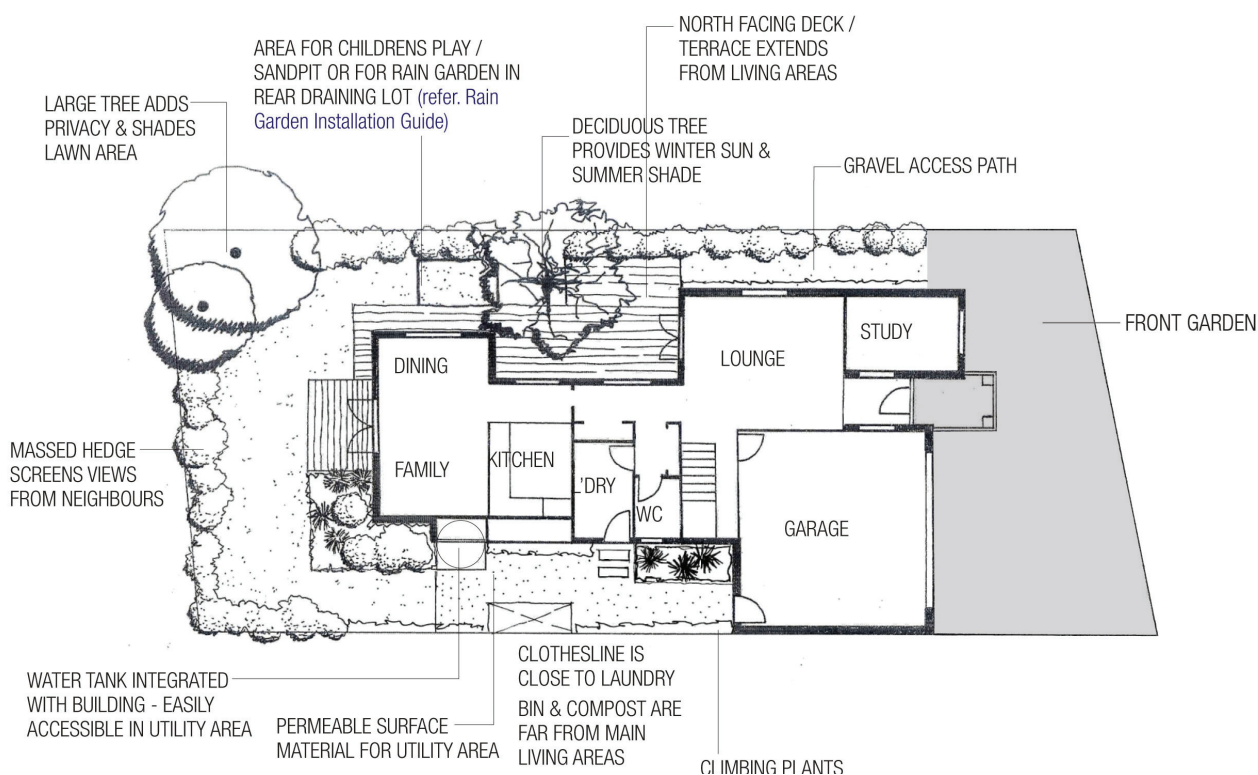 NORTH FACING DECK /
TERRACE EXTENDS
FROM LIVING AREAS
AREA FOR CHILDRENS PLAY /
SANDPIT OR FOR RAIN GARDEN IN
REAR DRAINING LOT (refer. Rain
Garden Installation Guide)
LARGE TREE ADDS
PRIVACY & SHADES
LAWN AREA
DECIDUOUS TREE
PROVIDES WINTER SUN &
SUMMER SHADE
GRAVEL ACCESS PATH
FRONT GARDEN
STUDY
LOUNGE
DINING
MASSED HEDGE
SCREENS VIEWS
FROM NEIGHBOURS
FAMILY
KITCHEN
L'DRY
WC
GARAGE
WATER TANK INTEGRATED
WITH BUILDING - EASILY
ACCESSIBLE IN UTILITY AREA
PERMEABLE SURFACE
MATERIAL FOR UTILITY AREA
CLOTHESLINE IS
CLOSE TO LAUNDRY
BIN & COMPOST ARE
FAR FROM MAIN
LIVING AREAS
CLIMBING PLANTS